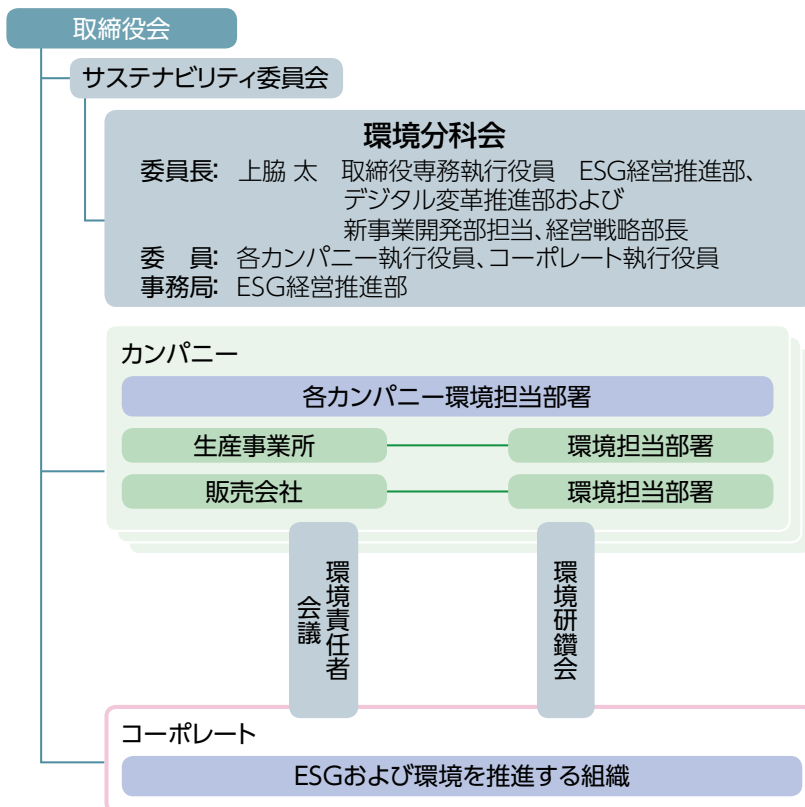 取締役会
サステナビリティ委員会
環境分科会
委員長: 上脇 太 取締役専務執行役員 ESG経営推進部、
デジタル変革推進部および
新事業開発部担当、経営戦略部長
委 員: 各カンパニー執行役員、コーポレート執行役員
事務局: ESG経営推進部
カンパニー
各カンパニー環境担当部署
生産事業所 環境担当部署
販売会社 環境担当部署
環境責任者
会議
環境研鑽会
コーポレート
ESGおよび環境を推進する組織